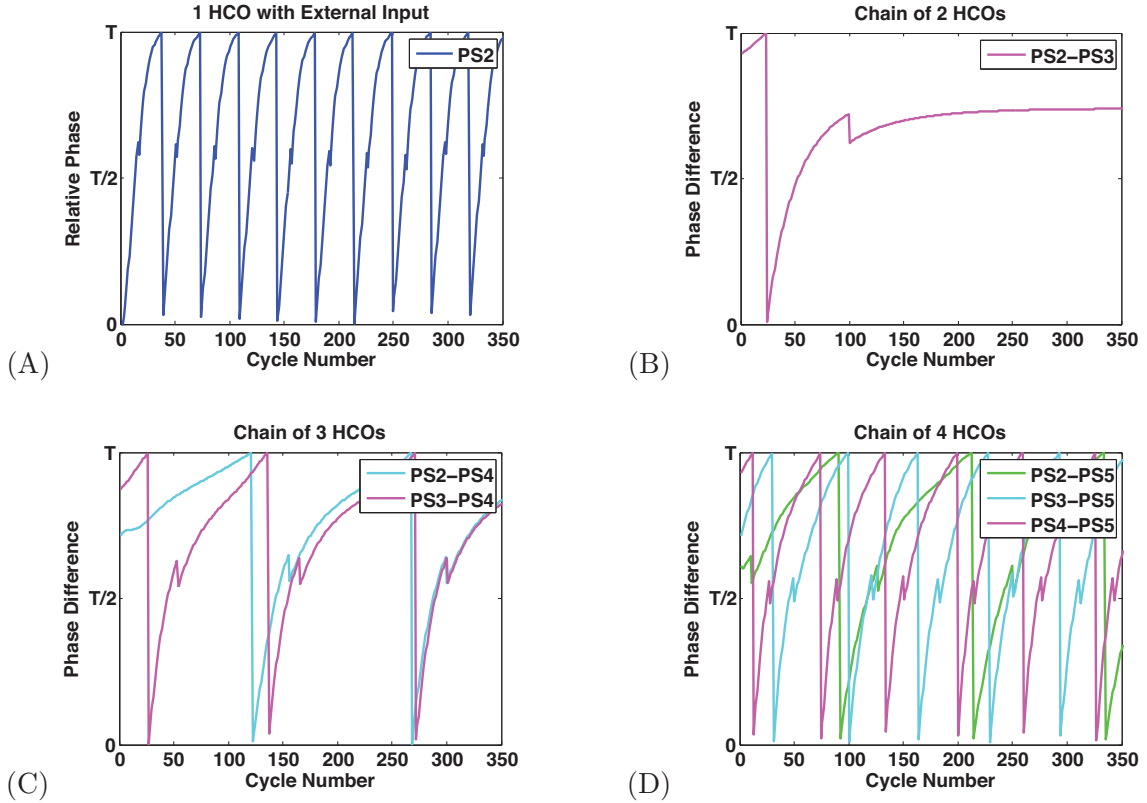 1 HCO with External Input
T
T/2
0
Relative Phase
PS2
0 50 100 150 200 250 300 350
Cycle Number
(A)
Chain of 2 HCOs
T
T/2
0
Phase Difference
PS2−PS3
0 50 100 150 200 250 300 350
Cycle Number
(B)
Chain of 3 HCOs
T
T/2
0
Phase Difference
PS2−PS4
PS3−PS4
0 50 100 150 200 250 300 350
Cycle Number
(C)
Chain of 4 HCOs
T
T/2
0
Phase Difference
PS2−PS5
PS3−PS5
PS4−PS5
0 50 100 150 200 250 300 350
Cycle Number
(D)